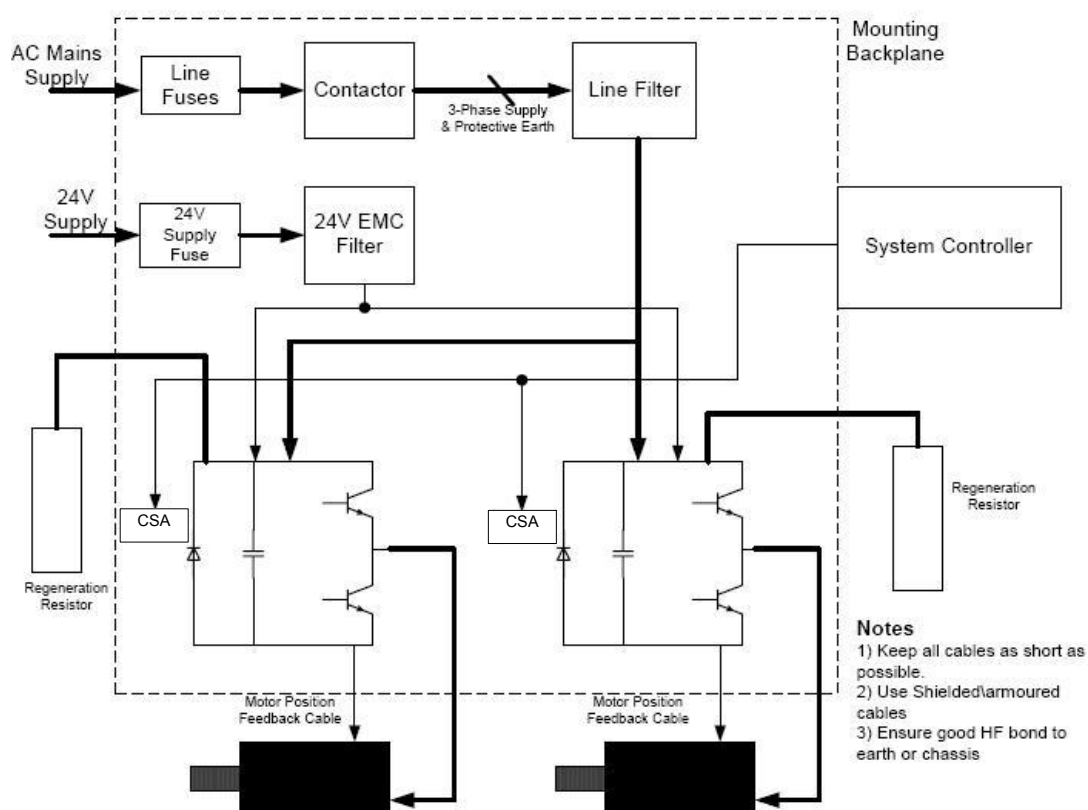 Mounting
Backplane
AC Mains
Supply
Line
Fuses
Contactor
3-Phase Supply
& Protective Earth
Line Filter
24V
Supply
24V
Supply
Fuse
24V EMC
Filter
System Controller
CSA
CSA
Regeneration
Resistor
Regeneration
Resistor
Motor Position
Feedback Cable
Motor Position
Feedback Cable
Notes
1) Keep all cables as short as
possible.
2) Use Shielded\armoured
cables
3) Ensure good HF bond to
earth or chassis